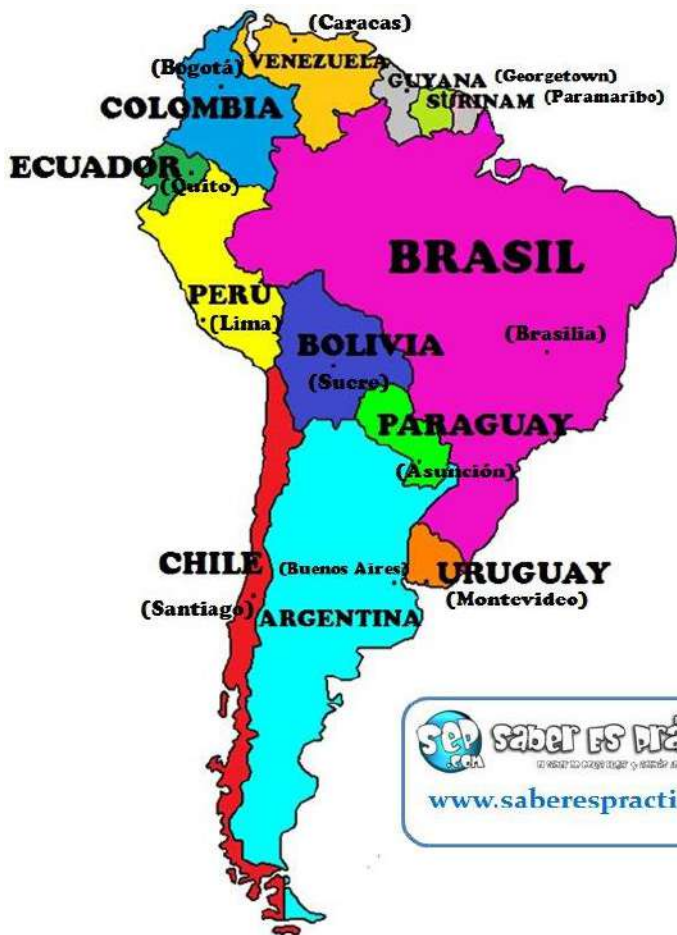 (Caracas)
VENEZUELA
(Bogotá)
GUYANA (Georgetown)
COLOMBIA
SURINAM (Paramaribo)
ECUADOR
(Quito)
BRASIL
PERÚ
(Lima)
BOLIVIA
(Brasilia)
(Sucre)
PARAGUAY
(Asunción)
CHILE
(Buenos Aires)
URUGUAY
(Santiago)
(Montevideo)
ARGENTINA
sep saber es prá
.com
www.saberespracti